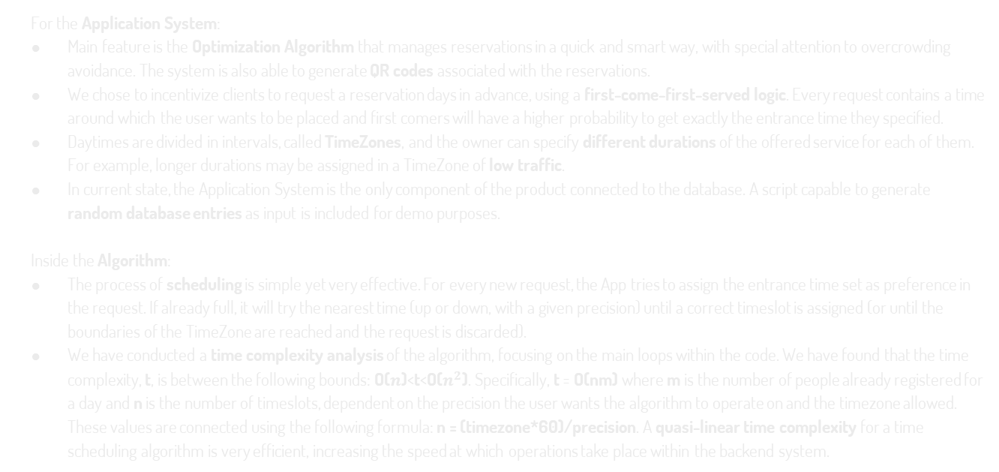 For the Application System:
● Main feature is the Optimization Algorithm that manages reservations in a quick and smart way, with special attention to overcrowding
avoidance. The system is also able to generate QR codes associated with the reservations.
● We chose to incentivize clients to request a reservation days in advance, using a first-come-first-served logic. Every request contains a time
around which the user wants to be placed and first comers will have a higher probability to get exactly the entrance time they specified.
● Daytimes are divided in intervals, called TimeZones, and the owner can specify different durations of the offered service for each of them.
For example, longer durations may be assigned in a TimeZone of low traffic.
● In current state, the Application System is the only component of the product connected to the database. A script capable to generate
random database entries as input is included for demo purposes.
Inside the Algorithm:
● The process of scheduling is simple yet very effective. For every new request, the App tries to assign the entrance time set as preference in
the request. If already full, it will try the nearest time (up or down, with a given precision) until a correct timeslot is assigned (or until the
boundaries of the TimeZone are reached and the request is discarded).
● We have conducted a time complexity analysis of the algorithm, focusing on the main loops within the code. We have found that the time
complexity, t, is between the following bounds: O(n)<t<O(n²). Specifically, t = O(nm) where m is the number of people already registered for
a day and n is the number of timeslots, dependent on the precision the user wants the algorithm to operate on and the timezone allowed.
These values are connected using the following formula: n = (timezone*60)/precision. A quasi-linear time complexity for a time
scheduling algorithm is very efficient, increasing the speed at which operations take place within the backend system.